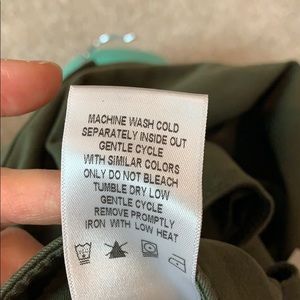 MACHINE WASH COLD
SEPARATELY INSIDE OUT
GENTLE CYCLE
WITH SIMILAR COLORS
ONLY DO NOT BLEACH
TUMBLE DRY LOW
GENTLE CYCLE
REMOVE PROMPTLY
IRON WITH LOW HEAT